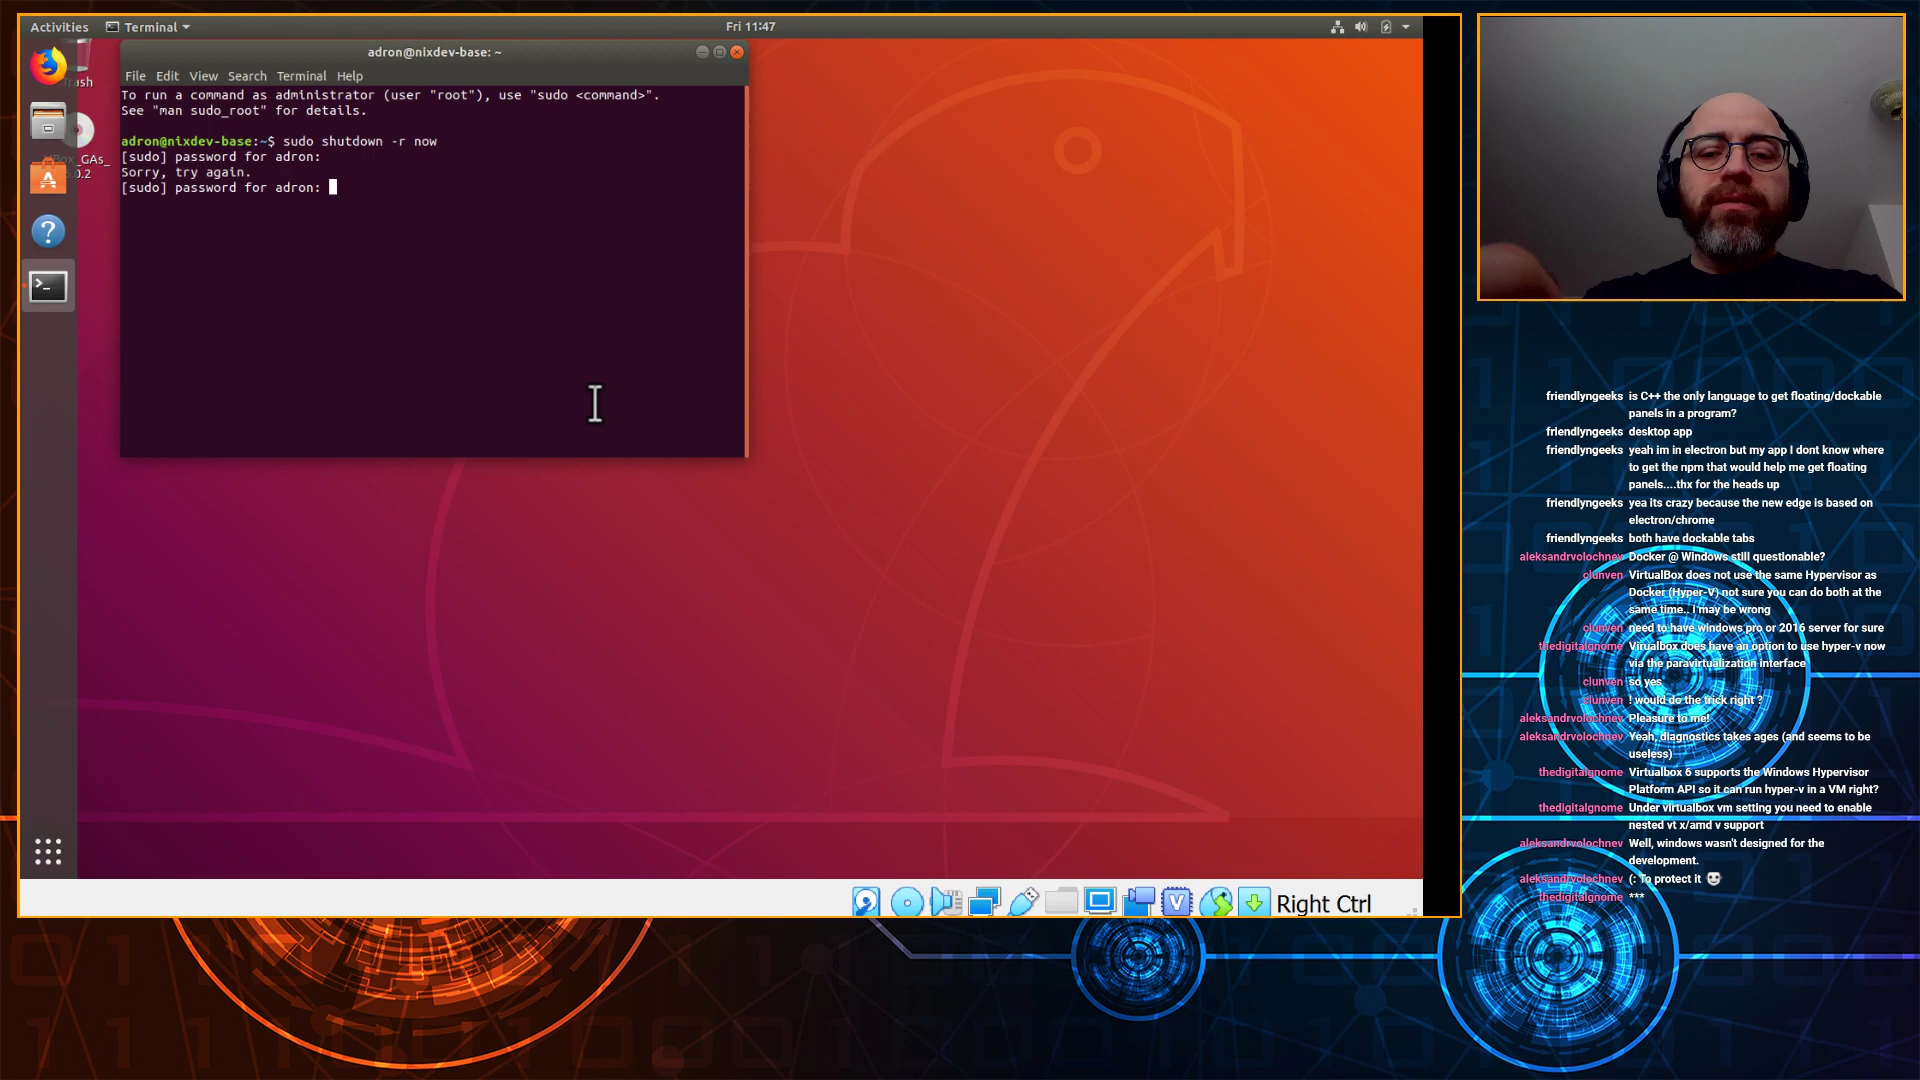 Activities
Terminal
Fri 11:47
Trash
adron@nixdev-base: ~
File Edit View Search Terminal Help
To run a command as administrator (user "root"), use "sudo <command>".
See "man sudo_root" for details.
adron@nixdev-base:~$ sudo shutdown -r now
[sudo] password for adron:
Sorry, try again.
[sudo] password for adron:
_GAs_
.0.2
Right Ctrl
friendlyngeeks is C++ the only language to get floating/dockable
panels in a program?
friendlyngeeks desktop app
friendlyngeeks yeah im in electron but my app I dont know where
to get the npm that would help me get floating
panels....thx for the heads up
friendlyngeeks yea its crazy because the new edge is based on
electron/chrome
friendlyngeeks both have dockable tabs
aleksandrvolochnev Docker @ Windows still questionable?
clunven VirtualBox does not use the same Hypervisor as
Docker (Hyper-V) not sure you can do both at the
same time.. I may be wrong
clunven need to have windows pro or 2016 server for sure
thedigitalgnome Virualbox does have an option to use hyper-v now
via the paravirtualization interface
clunven so yes
clunven ! would do the trick right ?
aleksandrvolochnev Pleasure to me!
aleksandrvolochnev Yeah, diagnostics takes ages (and seems to be
useless)
thedigitalgnome Virtualbox 6 supports the Windows Hypervisor
Platform API so it can run hyper-v in a VM right?
thedigitalgnome Under virtualbox vm setting you need to enable
nested vt x/amd v support
aleksandrvolochnev Well, windows wasn't designed for the
development.
aleksandrvolochnev (: To protect it
thedigitalgnome ***